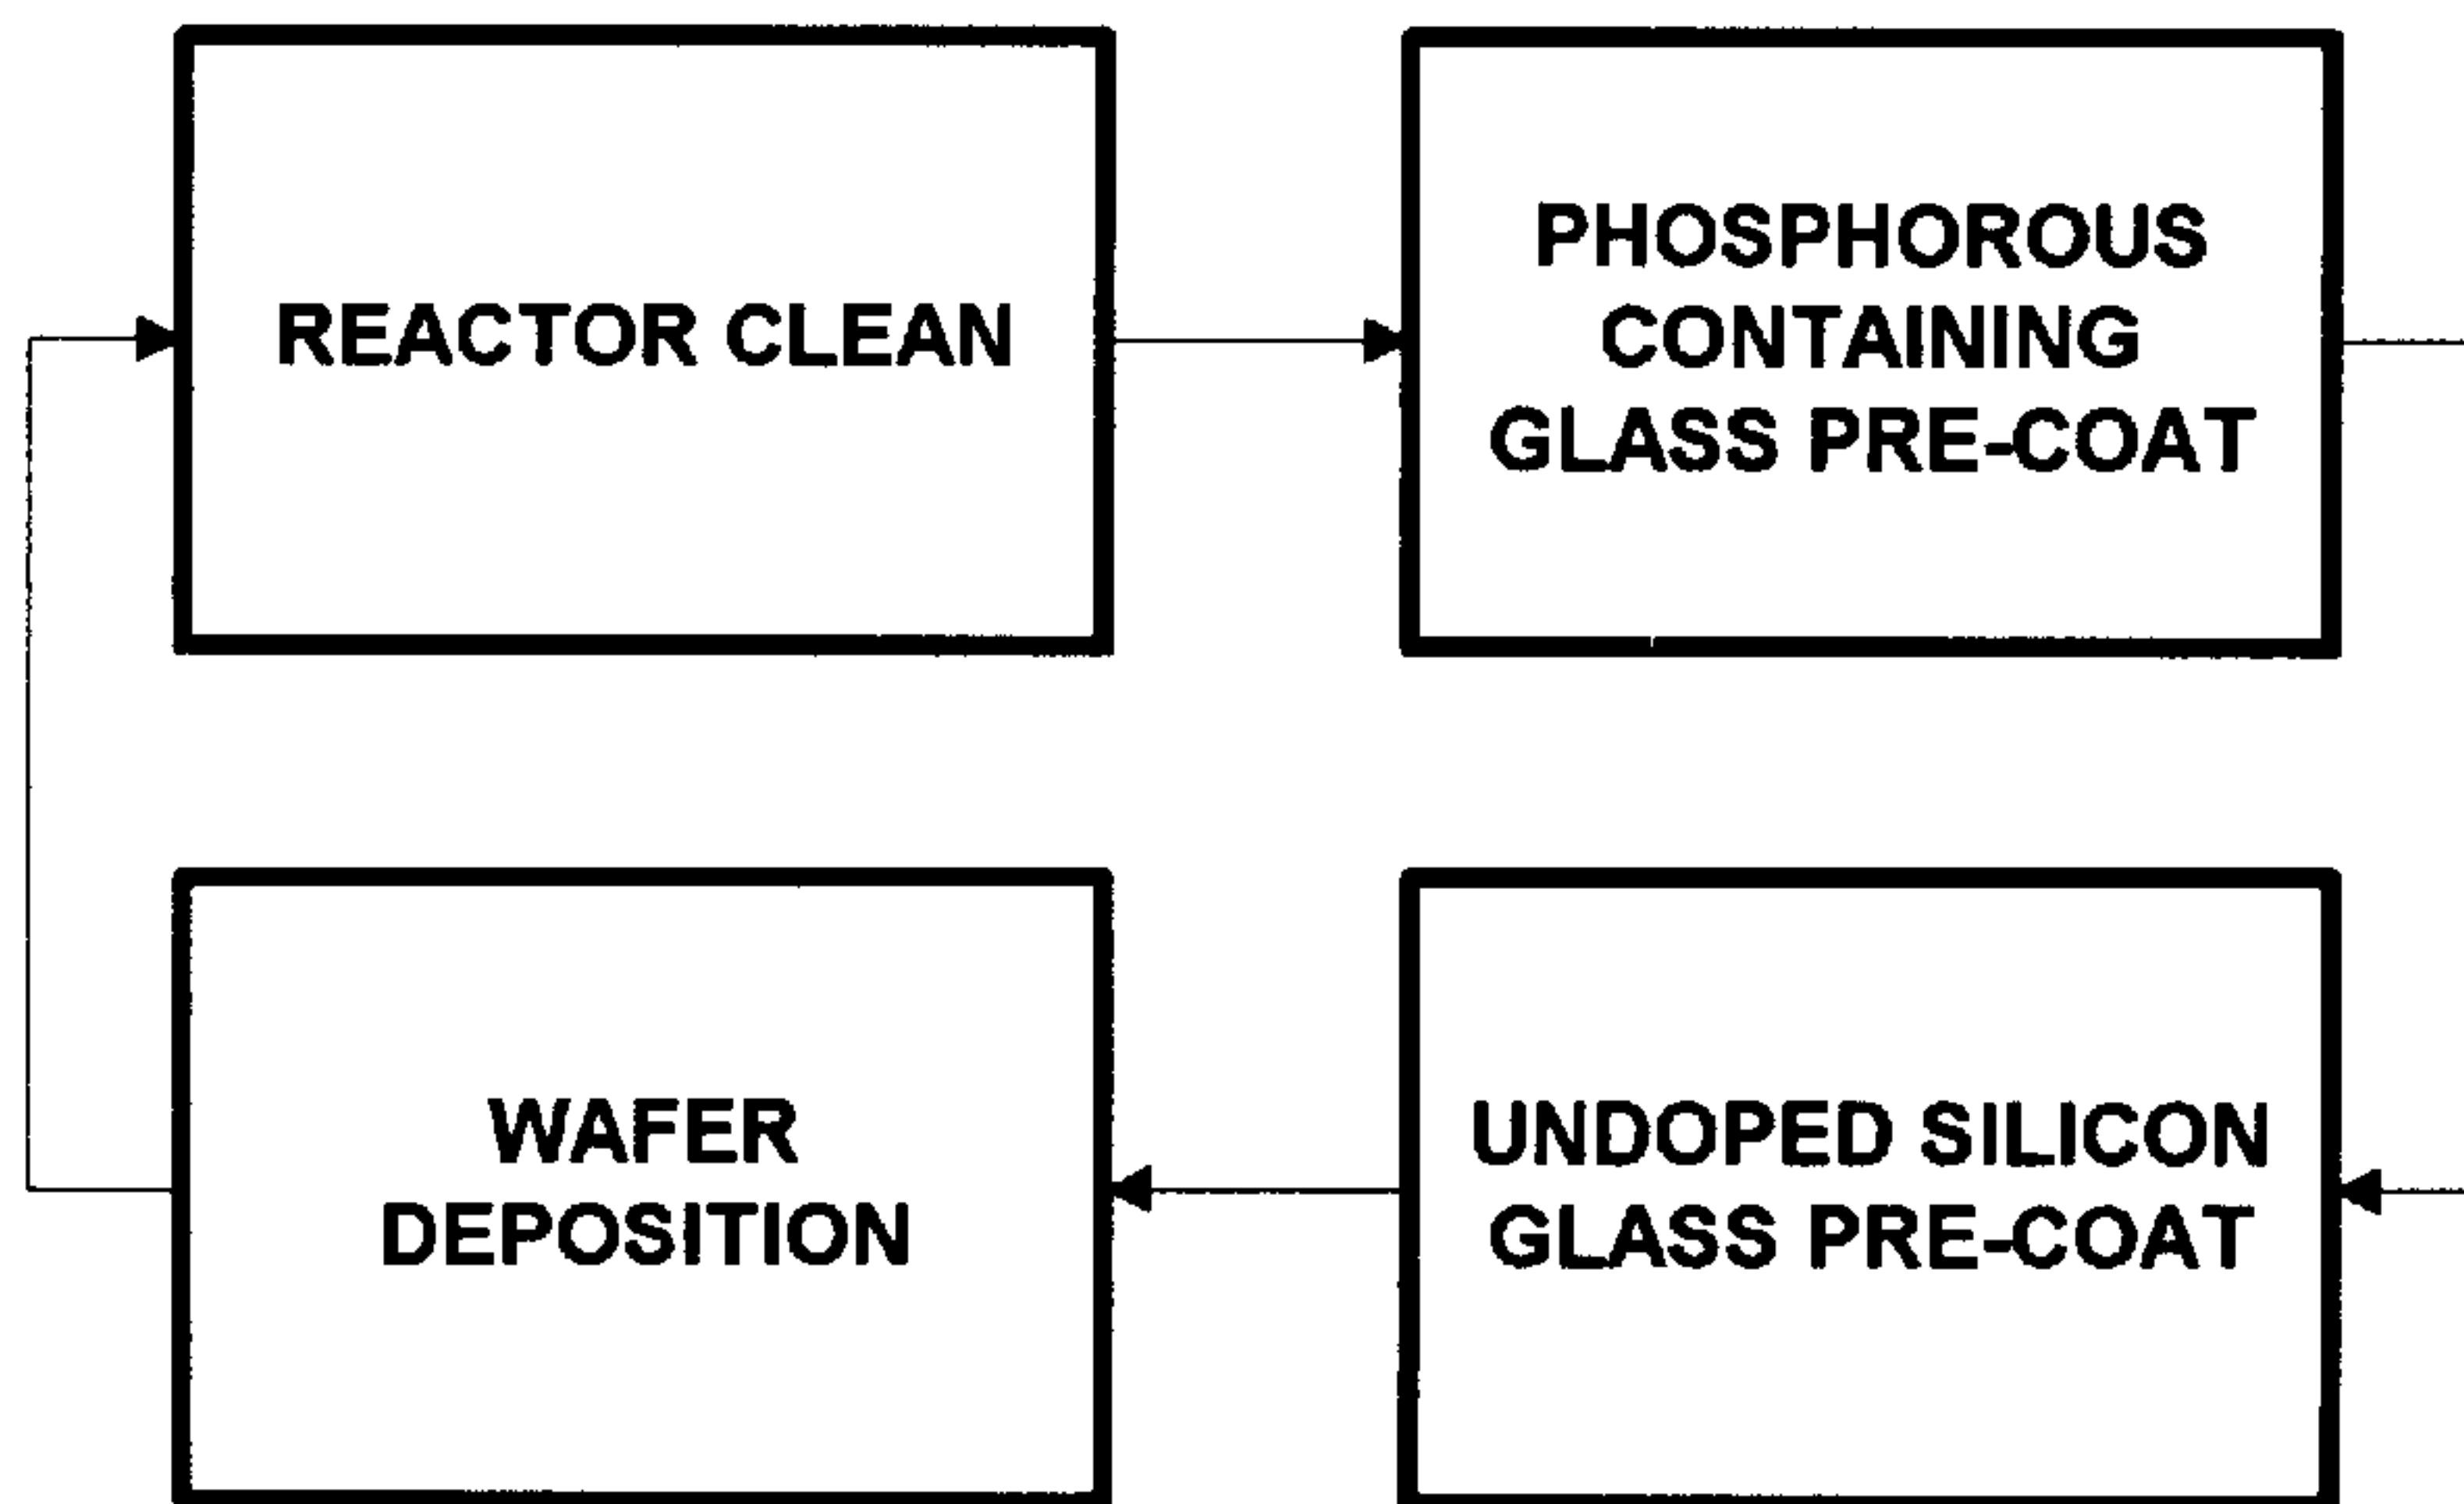 REACTOR CLEAN
PHOSPHOROUS
CONTAINING
GLASS PRE-COAT
WAFER
DEPOSITION
UNDOPED SILICON
GLASS PRE-COAT